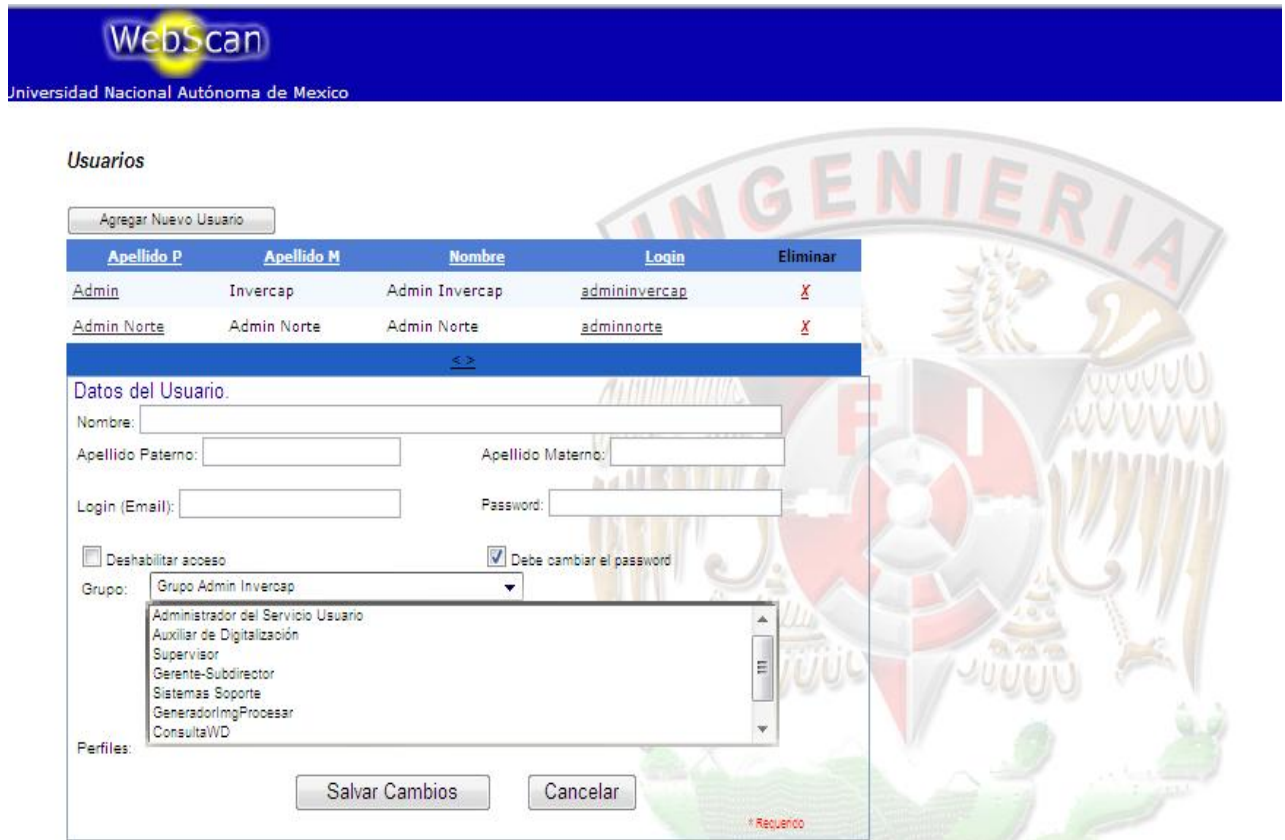 WebScan
Universidad Nacional Autónoma de Mexico
INGENIERIA
Usuarios
Agregar Nuevo Usuario
Apellido P Apellido M Nombre Login Eliminar
Admin Invercap Admin Invercap admininvercap X
Admin Norte Admin Norte Admin Norte adminnorte X
< >
Datos del Usuario.
F I
Nombre:
Apellido Paterno: Apellido Materno:
Login (Email): Password:
Deshabilitar acceso Debe cambiar el password
Grupo: Grupo Admin Invercap
Administrador del Servicio Usuario
Auxiliar de Digitalización
Supervisor
Gerente-Subdirector
Sistemas Soporte
GeneradorImgProcesar
ConsultaWD
Perfiles:
Salvar Cambios Cancelar
* Requerido